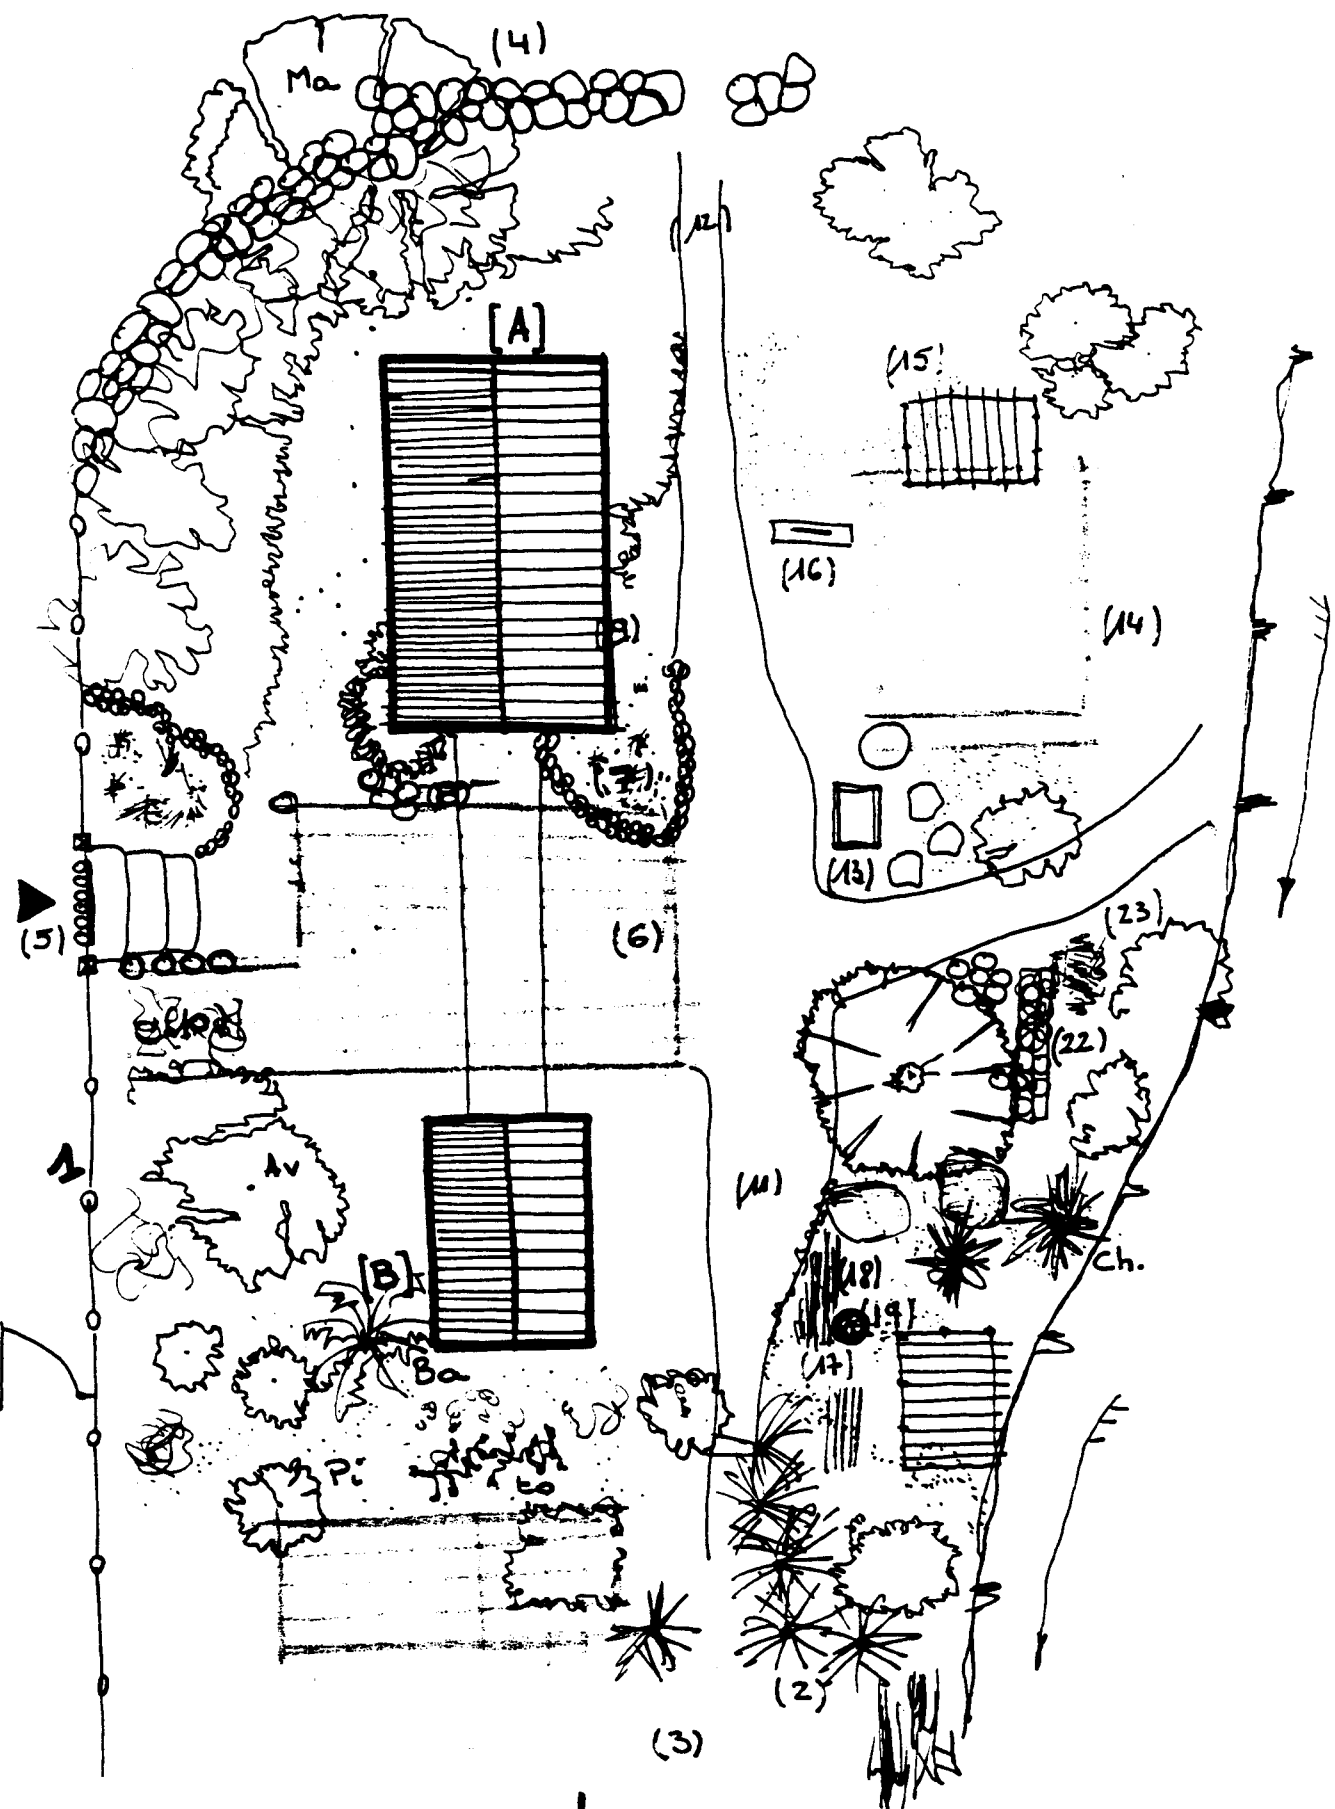 (4)
Ma
(12)
[A]
(15)
(16)
(14)
(7)
(13)
(5)
(6)
(23)
(22)
1
Av
(11)
[B]
(18)
Ch.
(19)
Ba
(17)
Pi
to
(2)
(3)